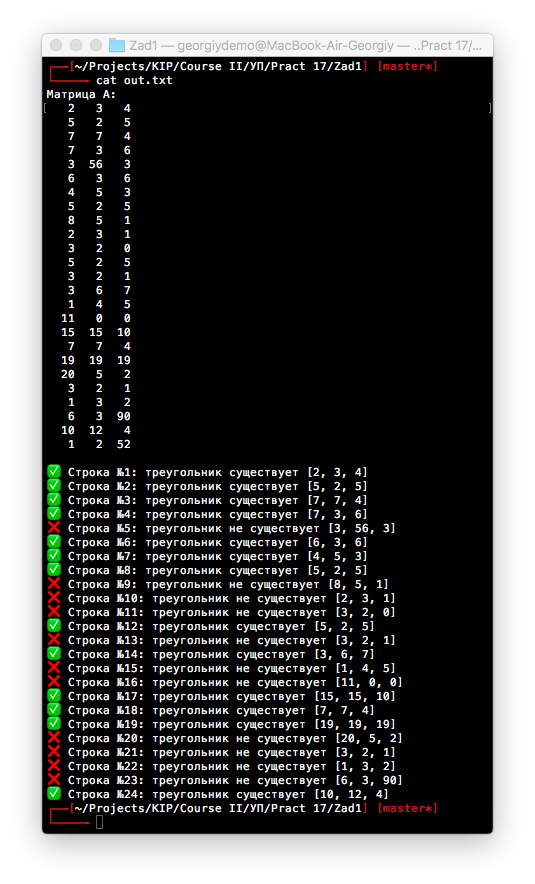 Zad1 — georgiydemo@MacBook-Air-Georgiy — ..Pract 17/...
[~/Projects/KIP/Course II/УП/Pract 17/Zad1] [master*]
cat out.txt
Матрица A:
[ 2 3 4 ]
5 2 5
7 7 4
7 3 6
3 56 3
6 3 6
4 5 3
5 2 5
8 5 1
2 3 1
3 2 0
5 2 5
3 2 1
3 6 7
1 4 5
11 0 0
15 15 10
7 7 4
19 19 19
20 5 2
3 2 1
1 3 2
6 3 90
10 12 4
1 2 52
✅ Строка №1: треугольник существует [2, 3, 4]
✅ Строка №2: треугольник существует [5, 2, 5]
✅ Строка №3: треугольник существует [7, 7, 4]
✅ Строка №4: треугольник существует [7, 3, 6]
❌ Строка №5: треугольник не существует [3, 56, 3]
✅ Строка №6: треугольник существует [6, 3, 6]
✅ Строка №7: треугольник существует [4, 5, 3]
✅ Строка №8: треугольник существует [5, 2, 5]
❌ Строка №9: треугольник не существует [8, 5, 1]
❌ Строка №10: треугольник не существует [2, 3, 1]
❌ Строка №11: треугольник не существует [3, 2, 0]
✅ Строка №12: треугольник существует [5, 2, 5]
❌ Строка №13: треугольник не существует [3, 2, 1]
✅ Строка №14: треугольник существует [3, 6, 7]
❌ Строка №15: треугольник не существует [1, 4, 5]
❌ Строка №16: треугольник не существует [11, 0, 0]
✅ Строка №17: треугольник существует [15, 15, 10]
✅ Строка №18: треугольник существует [7, 7, 4]
✅ Строка №19: треугольник существует [19, 19, 19]
❌ Строка №20: треугольник не существует [20, 5, 2]
❌ Строка №21: треугольник не существует [3, 2, 1]
❌ Строка №22: треугольник не существует [1, 3, 2]
❌ Строка №23: треугольник не существует [6, 3, 90]
✅ Строка №24: треугольник существует [10, 12, 4]
[~/Projects/KIP/Course II/УП/Pract 17/Zad1] [master*]